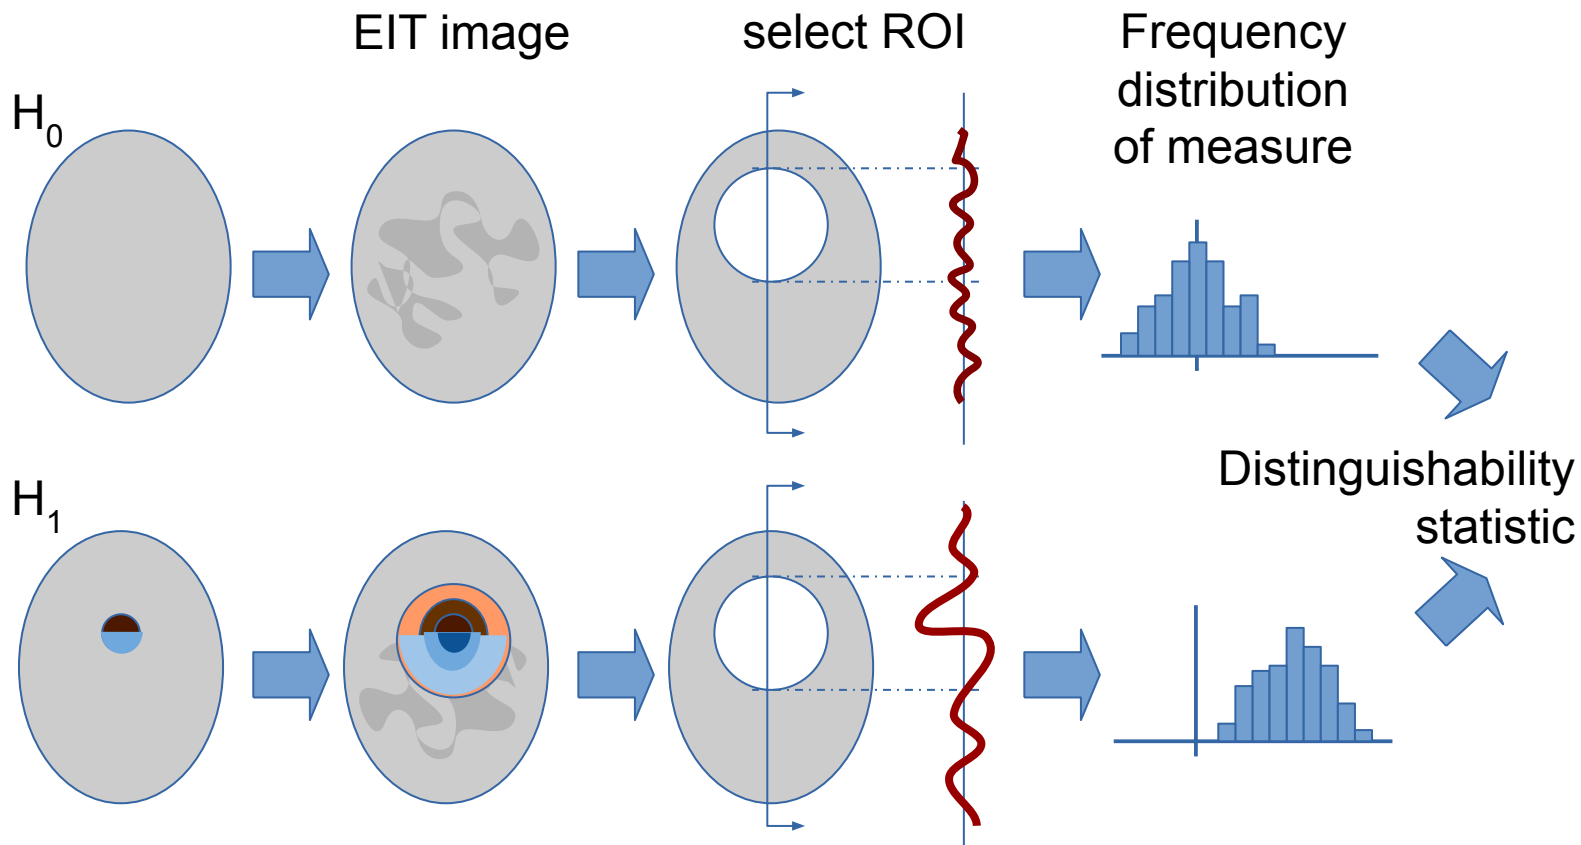 EIT image
select ROI
Frequency
distribution
of measure
H0
H1
Distinguishability
statistic